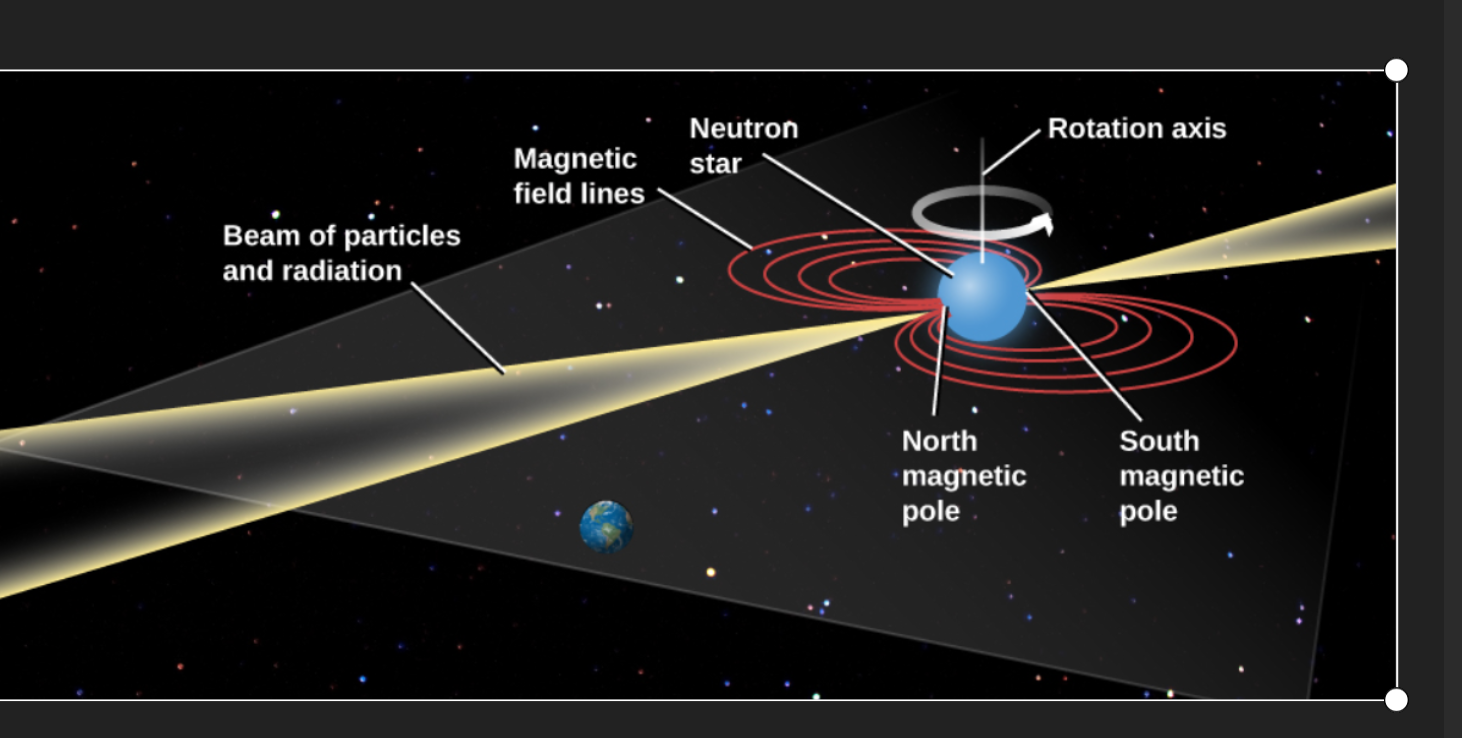 Neutron
star
Rotation axis
Magnetic
field lines
Beam of particles
and radiation
North
magnetic
pole
South
magnetic
pole